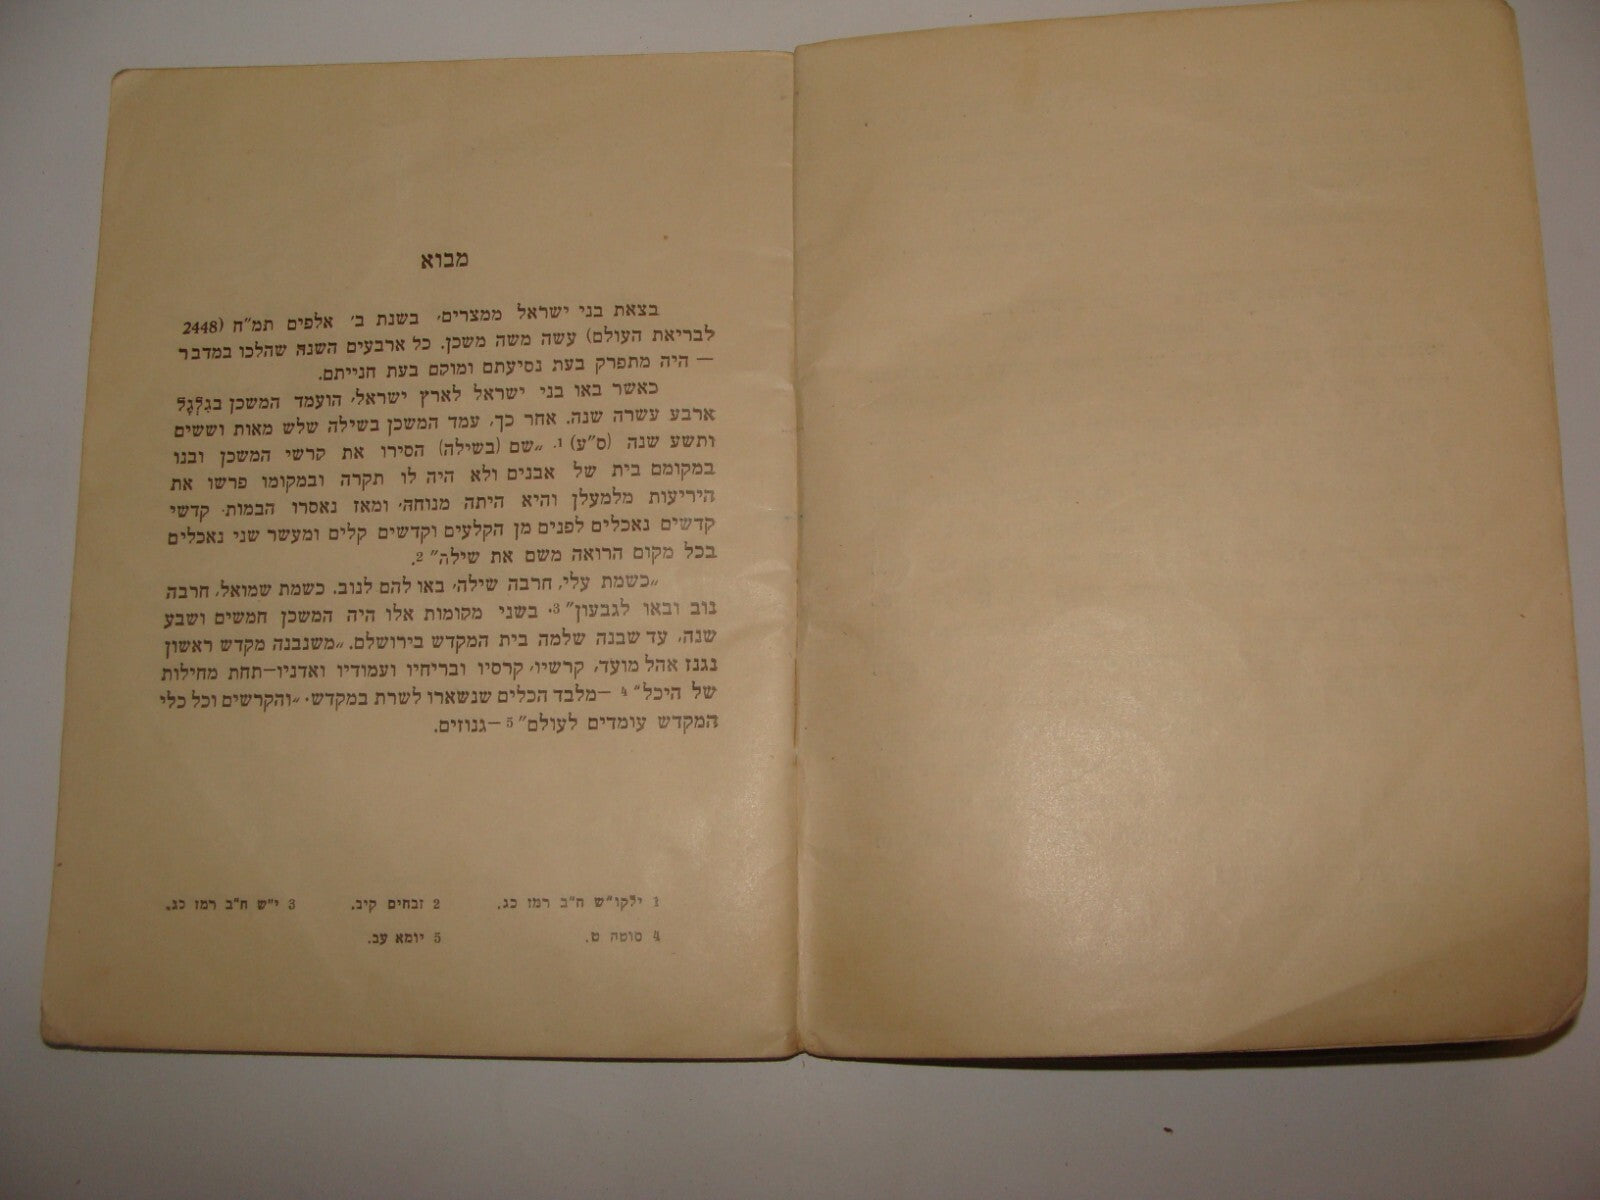 מבוא
בצאת בני ישראל ממצרים, בשנת ב' אלפים תמ"ח (2448
לבריאת העולם) עשה משה משכן. כל ארבעים השנה שהלכו במדבר
— היה מתפרק בעת נסיעתם ומוקם בעת חנייתם.
כאשר באו בני ישראל לארץ ישראל, הועמד המשכן בגלגל
ארבע עשרה שנה. אחר כך, עמד המשכן בשילה שלש מאות וששים
ותשע שנה (ס"ע) 1. „שם (בשילה) הסירו את קרשי המשכן ובנו
במקומם בית של אבנים ולא היה לו תקרה ובמקומו פרשו את
היריעות מלמעלן והיא היתה מנוחה, ומאז נאסרו הבמות. קדשי
קדשים נאכלים לפנים מן הקלעים וקדשים קלים ומעשר שני נאכלים
בכל מקום הרואה משם את שילה" 2.
„כשמת עלי, חרבה שילה, באו להם לנוב. כשמת שמואל, חרבה
נוב ובאו לגבעון" 3. בשני מקומות אלו היה המשכן חמשים ושבע
שנה, עד שבנה שלמה בית המקדש בירושלם. „משנבנה מקדש ראשון
נגנז אהל מועד, קרשיו, קרסיו ובריחיו ועמודיו ואדניו—תחת מחילות
של היכל" 4 —מלבד הכלים שנשארו לשרת במקדש. „והקרשים וכל כלי
המקדש עומדים לעולם" 5 —גנוזים.
1 ילקו"ש ח"ב רמז כג. 2 זבחים קיב. 3 י"ש ח"ב רמז כג.
4 סוטה ט. 5 יומא עב.